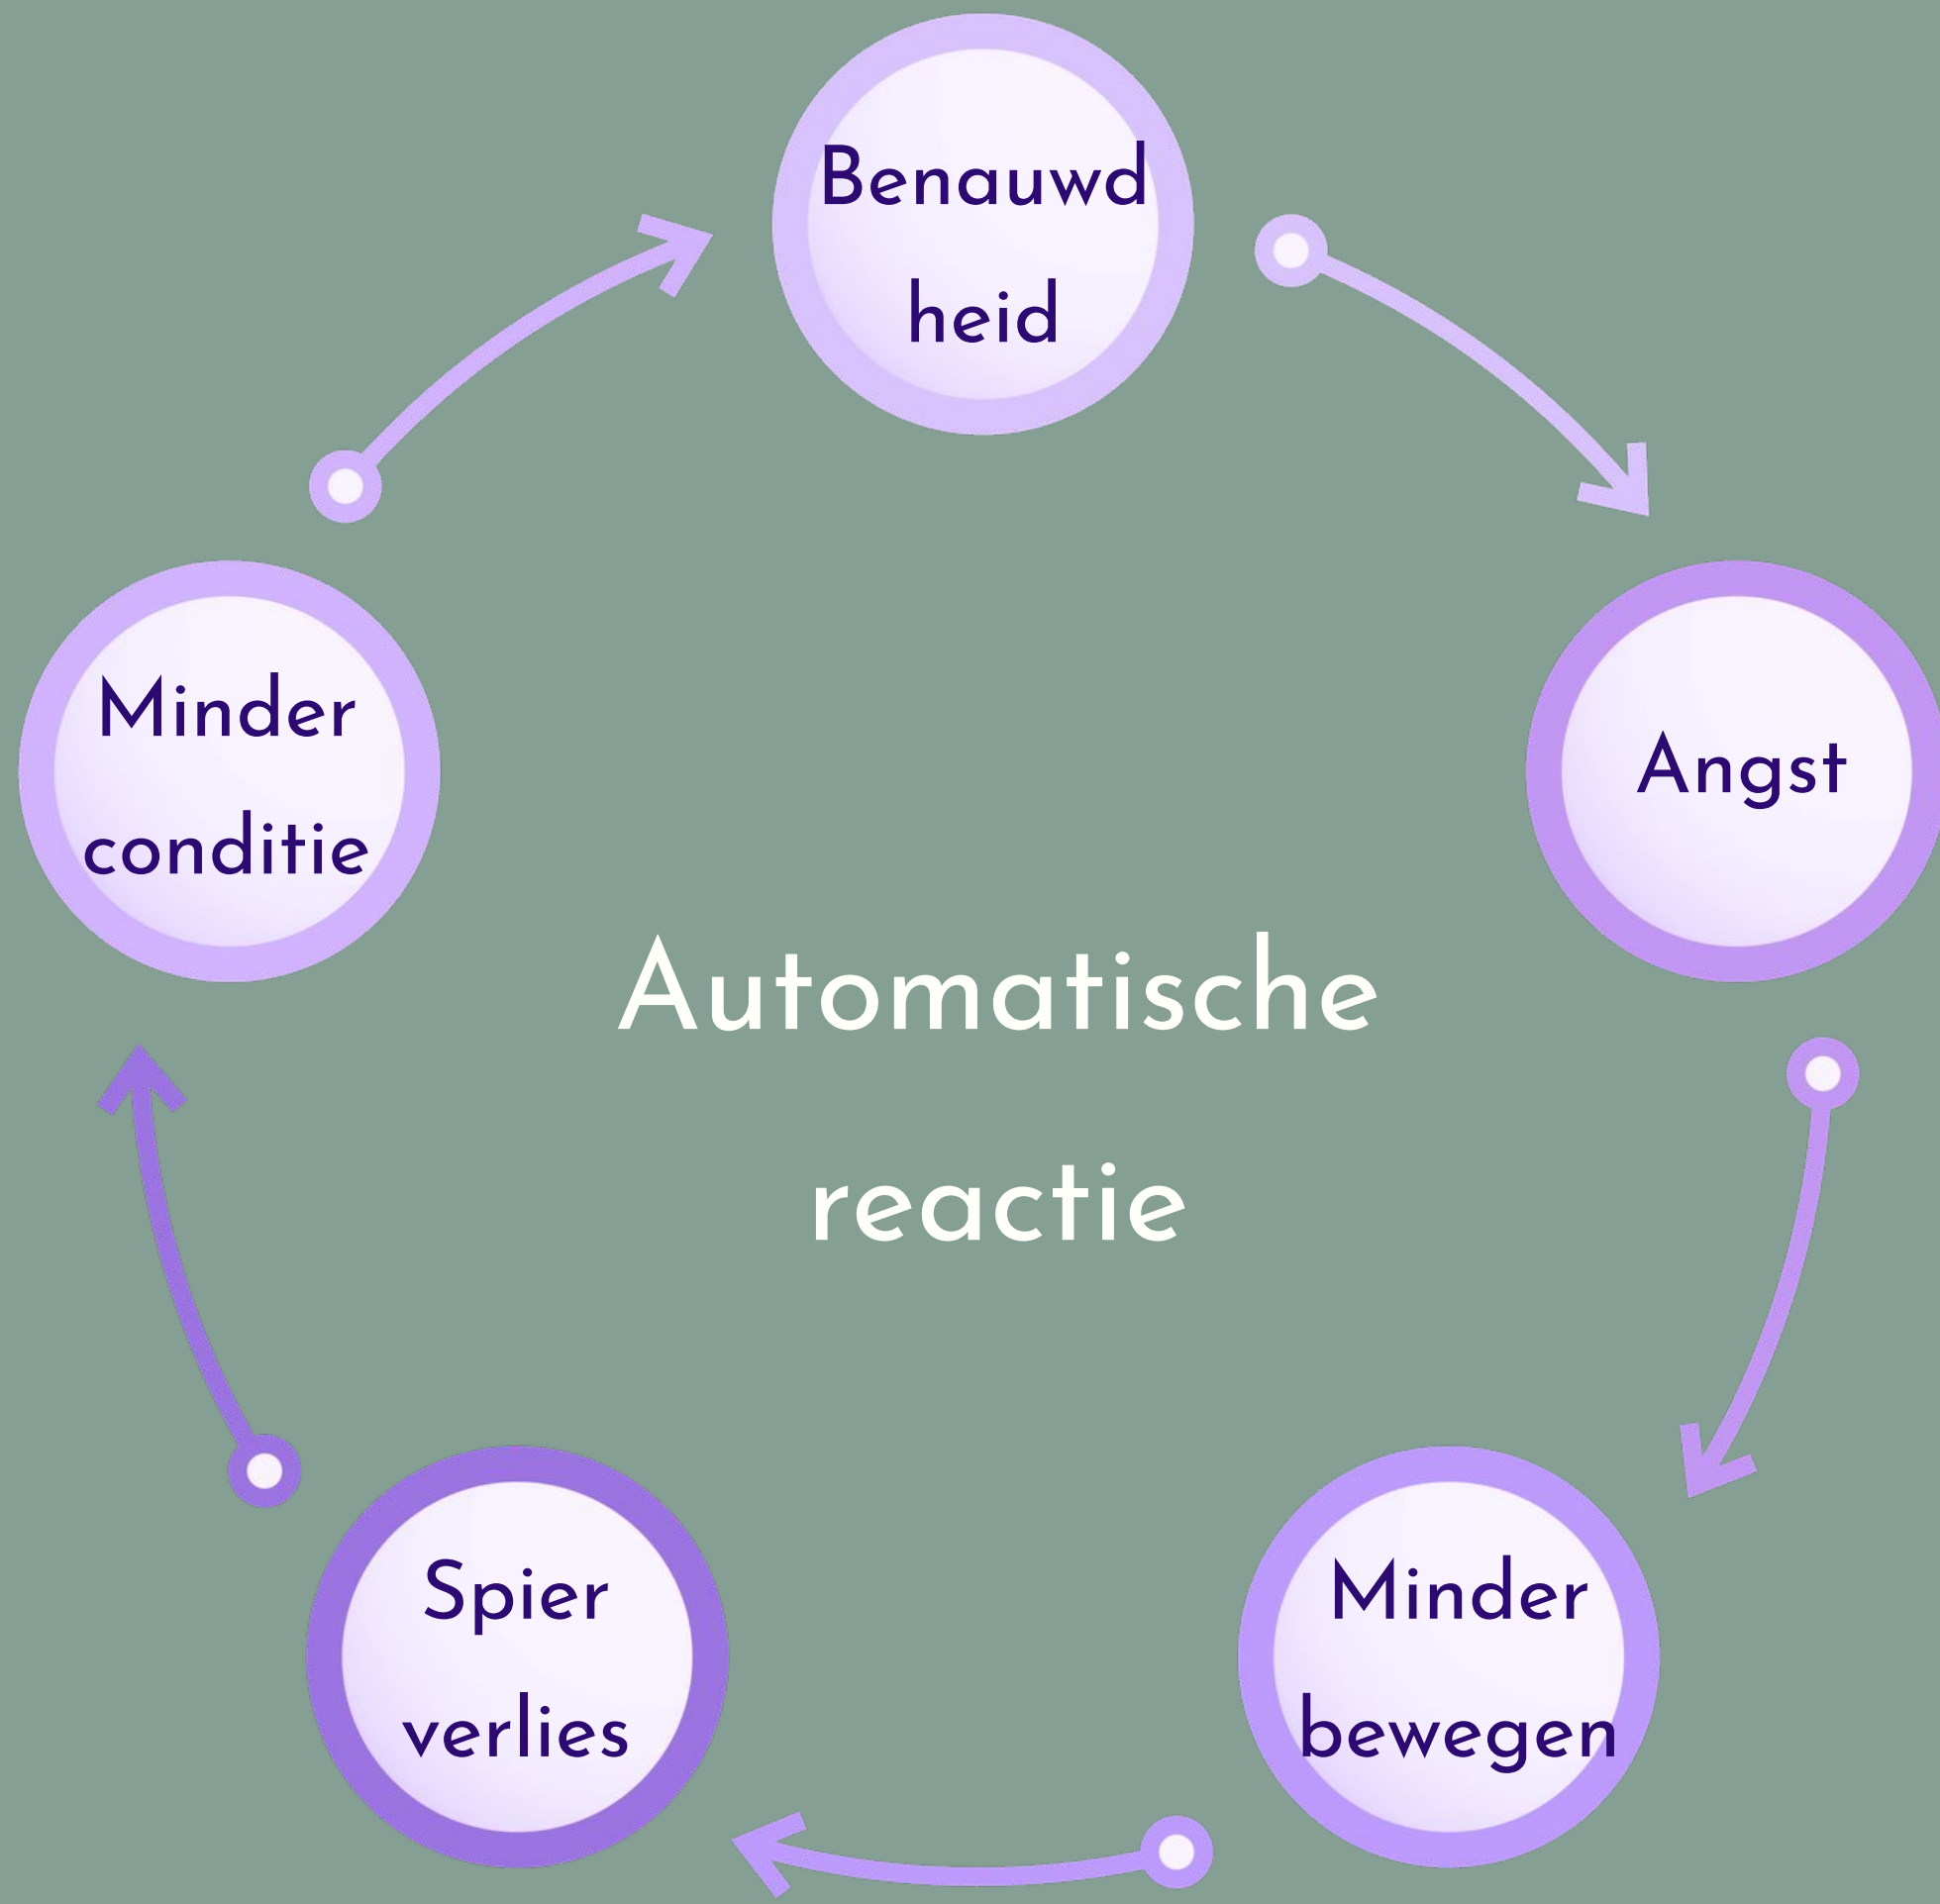 Benauwd
heid
Angst
Minder
bewegen
Spier
verlies
Minder
conditie
Automatische
reactie